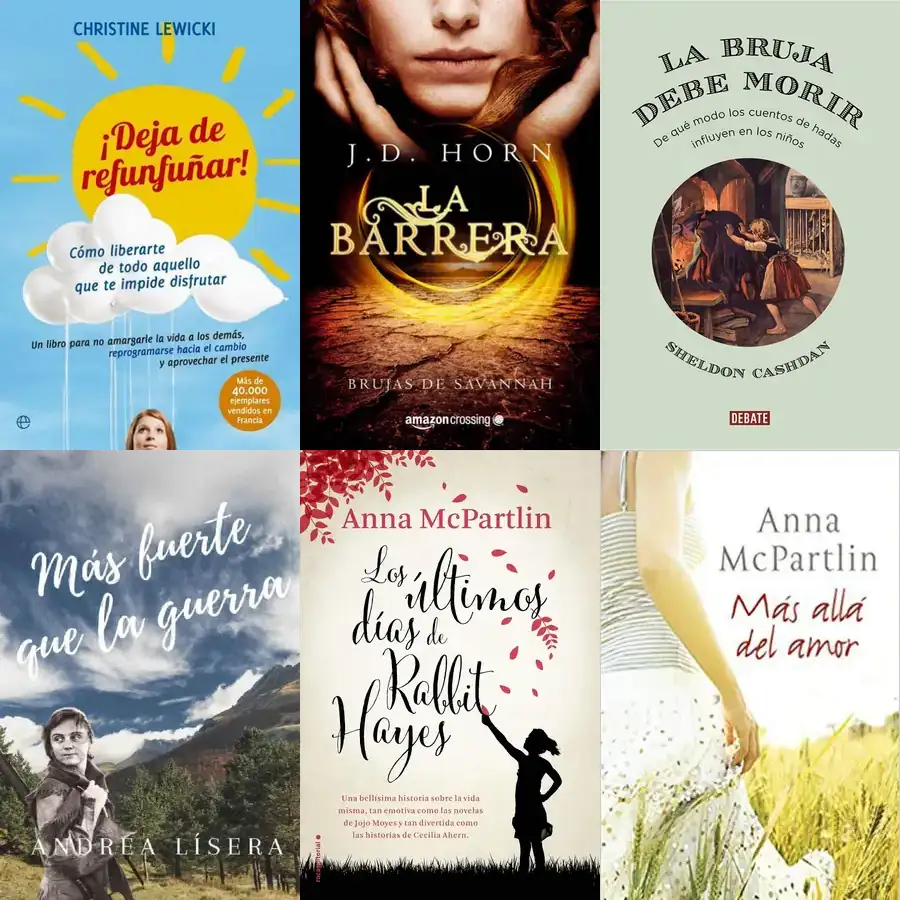 CHRISTINE LEWICKI
¡Deja de
refunfuñar!
Cómo liberarte
de todo aquello
que te impide disfrutar
Un libro para no amargarle la vida a los demás,
reprogramarse hacia el cambio
y aprovechar el presente
Más de
40.000
ejemplares
vendidos en
Francia
J.D. HORN
LA
BARRERA
BRUJAS DE SAVANNAH
amazoncrossing
LA BRUJA
DEBE MORIR
De qué modo los cuentos de hadas
influyen en los niños
SHELDON CASHDAN
DEBATE
Más fuerte
que la guerra
ANDREA LÍSERA
Anna McPartlin
Los últimos
días de
Rabbit
Hayes
Una bellísima historia sobre la vida
misma, tan emotiva como las novelas
de Jojo Moyes y tan divertida como
las historias de Cecilia Ahern.
rocaeditorial
Anna
McPartlin
Más allá
del amor